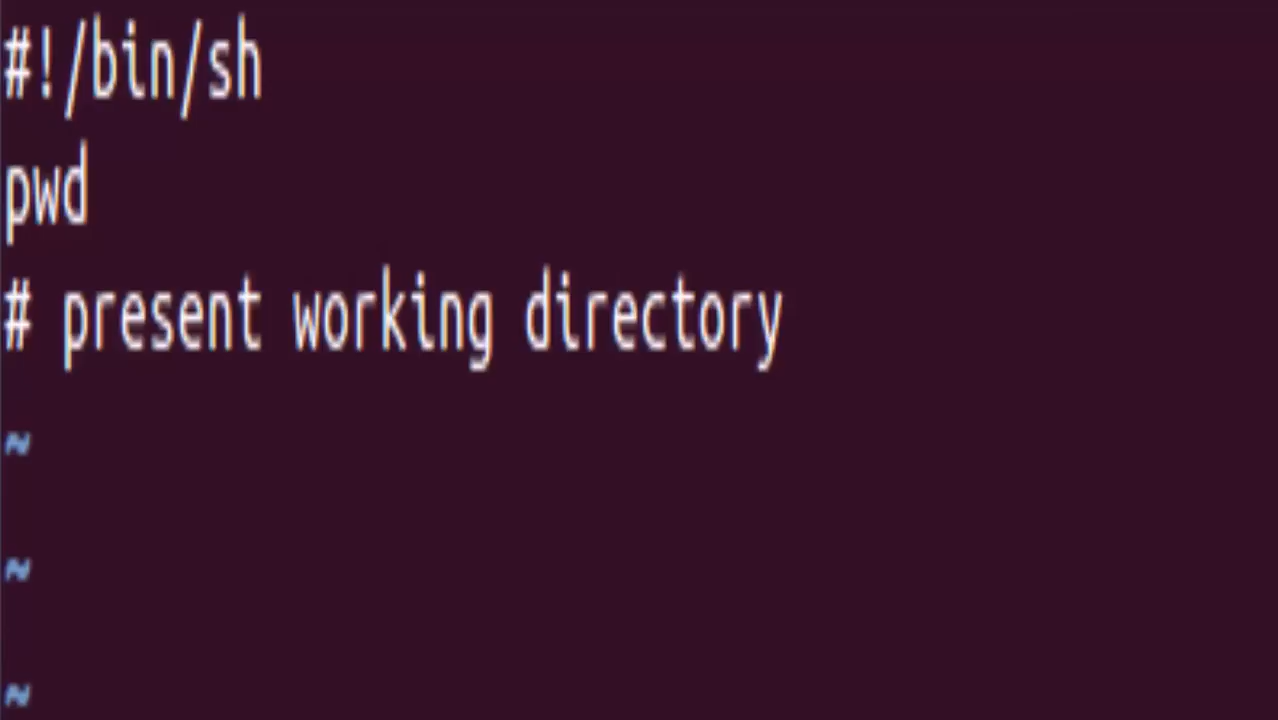 #!/bin/sh
pwd
# present working directory
~
~
~